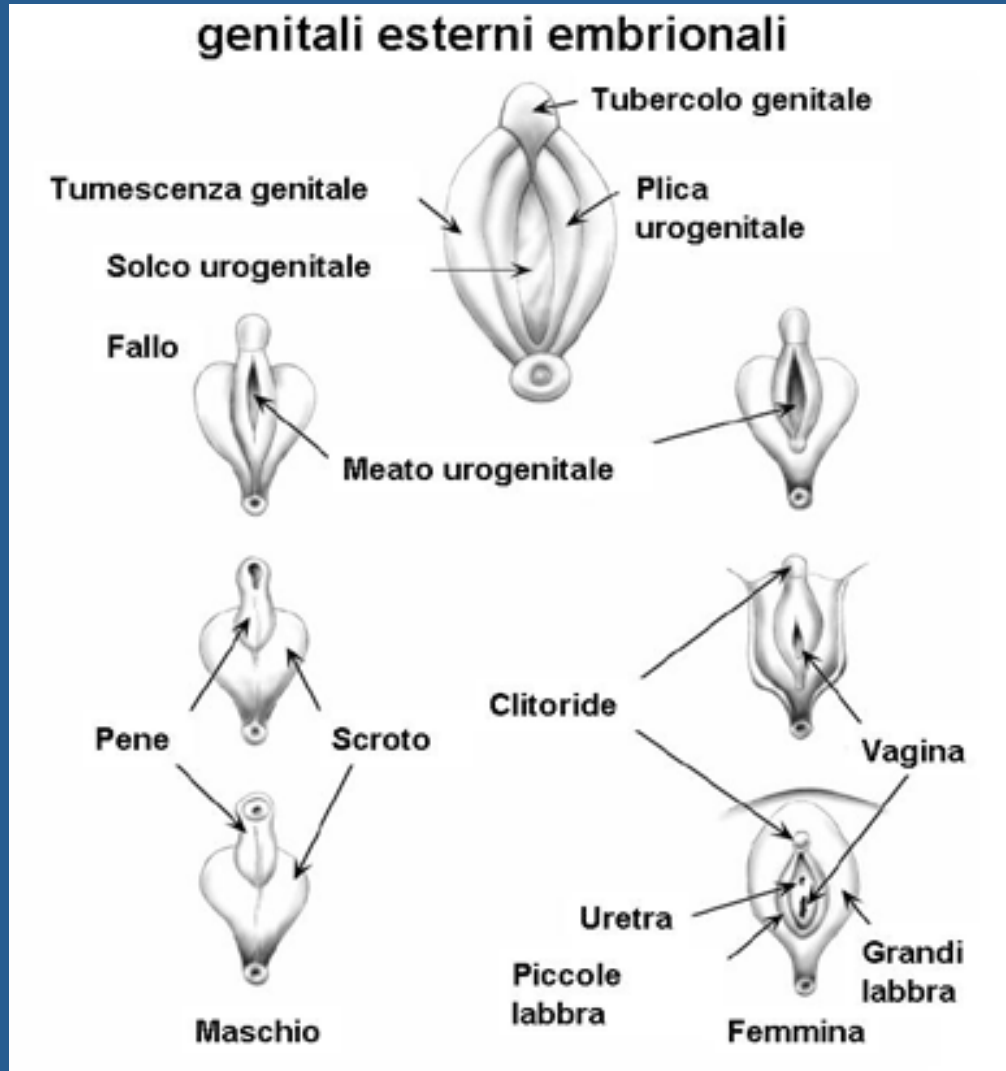 genitali esterni embrionali
Tubercolo genitale
Tumescenza genitale
Plica
urogenitale
Solco urogenitale
Fallo
Meato urogenitale
Clitoride
Pene
Scroto
Vagina
Uretra
Piccole
labbra
Grandi
labbra
Maschio
Femmina